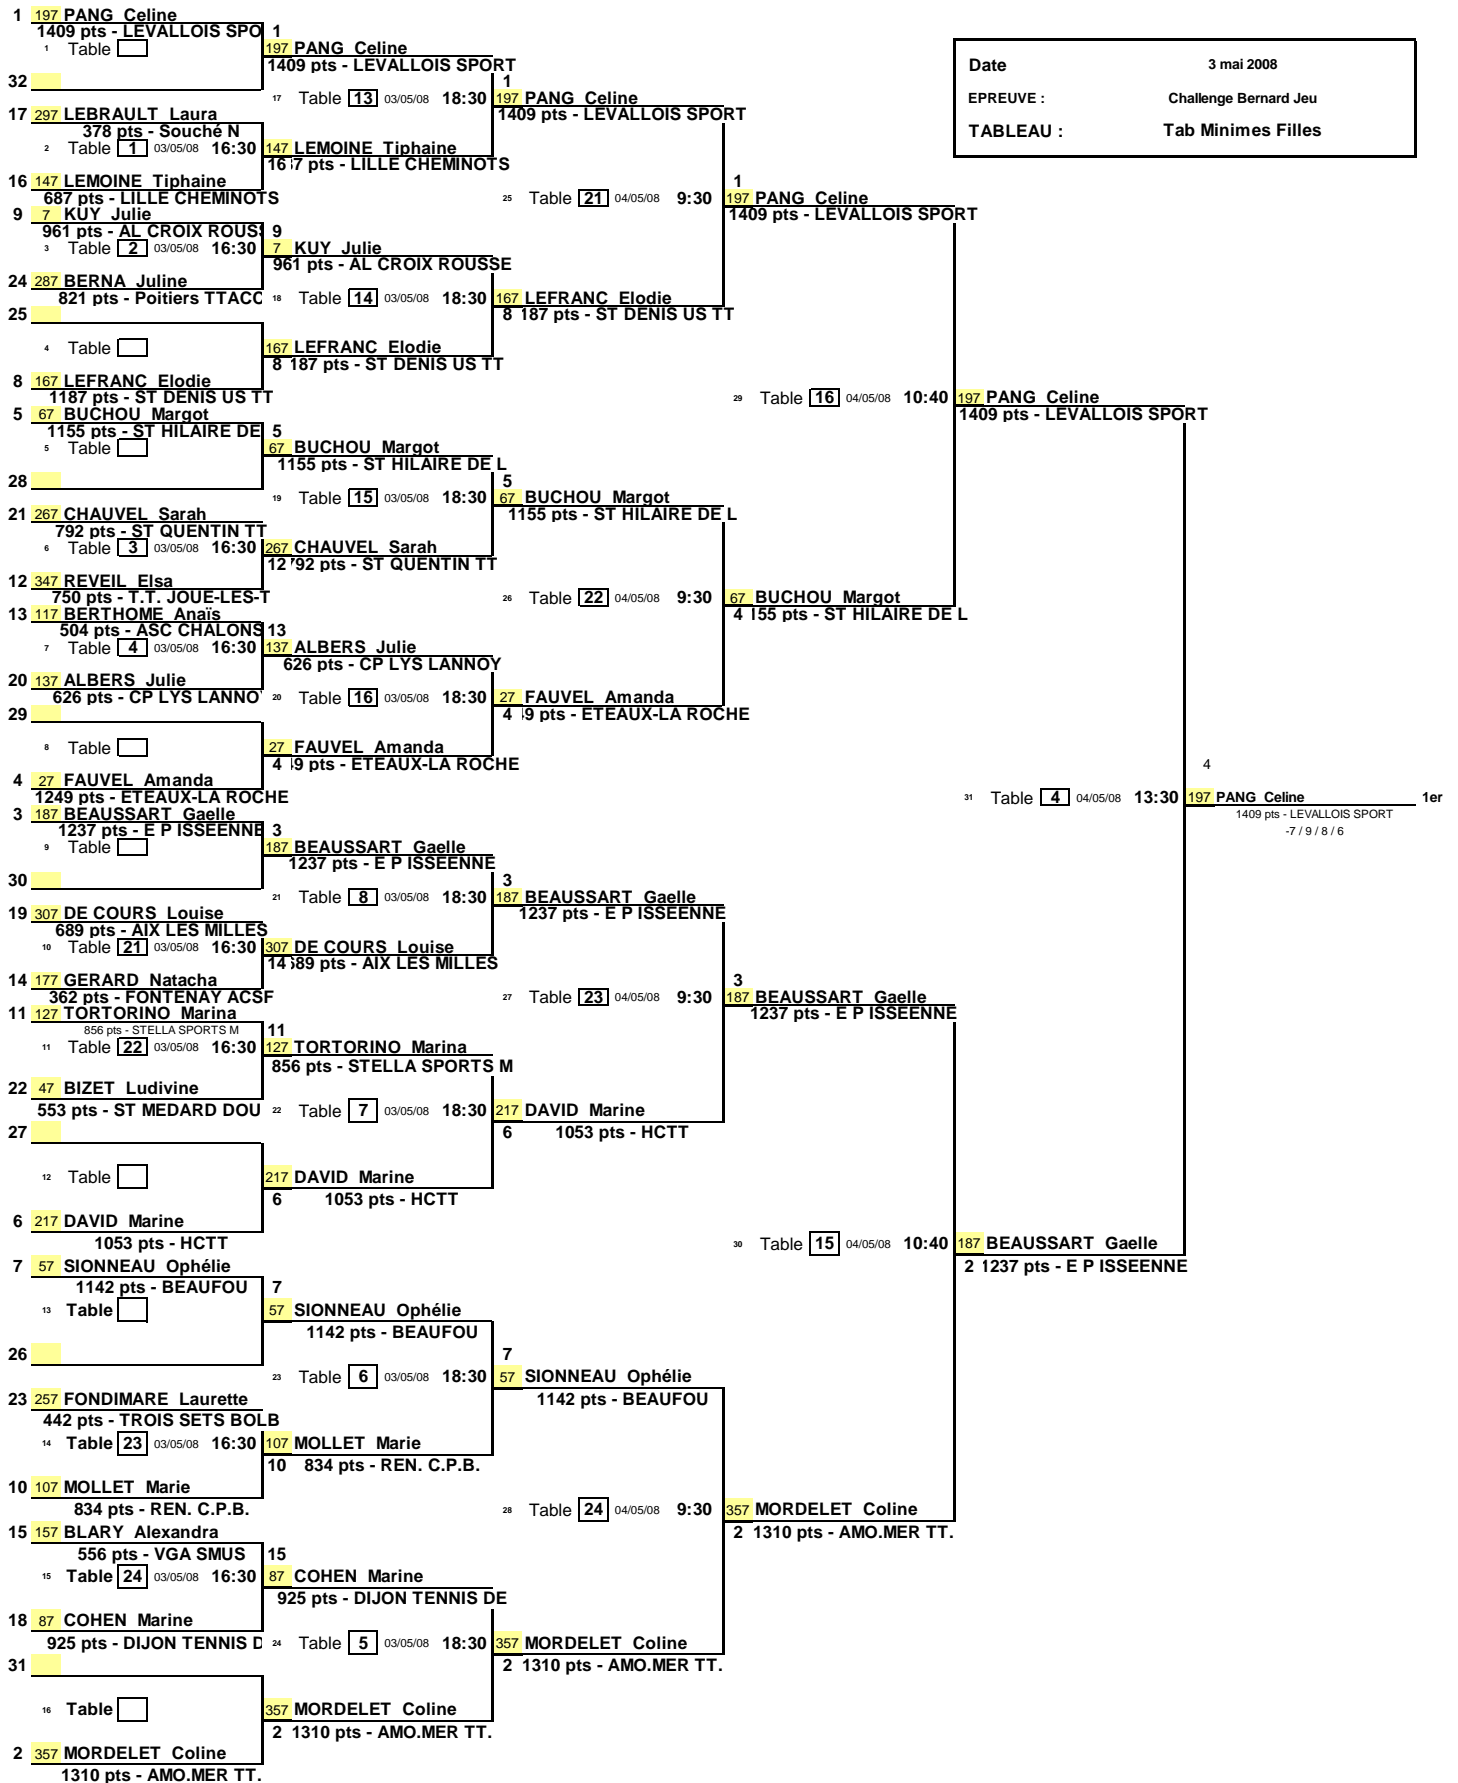 Date 3 mai 2008
EPREUVE : Challenge Bernard Jeu
TABLEAU : Tab Minimes Filles
1 197 PANG Celine
1409 pts - LEVALLOIS SPO
1 Table
32
17 297 LEBRAULT Laura
378 pts - Souché N
2 Table 1 03/05/08 16:30
16 147 LEMOINE Tiphaine
687 pts - LILLE CHEMINOTS
9 7 KUY Julie
961 pts - AL CROIX ROUSS
3 Table 2 03/05/08 16:30
24 287 BERNA Juline
821 pts - Poitiers TTACC
25
4 Table
8 167 LEFRANC Elodie
1187 pts - ST DENIS US TT
5 67 BUCHOU Margot
1155 pts - ST HILAIRE DE
5 Table
28
21 267 CHAUVEL Sarah
792 pts - ST QUENTIN TT
6 Table 3 03/05/08 16:30
12 347 REVEIL Elsa
750 pts - T.T. JOUE-LES-T
13 117 BERTHOME Anaïs
504 pts - ASC CHALONS
7 Table 4 03/05/08 16:30
20 137 ALBERS Julie
626 pts - CP LYS LANNO
29
8 Table
4 27 FAUVEL Amanda
1249 pts - ETEAUX-LA ROCHE
3 187 BEAUSSART Gaelle
1237 pts - E P ISSEENNE
9 Table
30
19 307 DE COURS Louise
689 pts - AIX LES MILLES
10 Table 21 03/05/08 16:30
14 177 GERARD Natacha
362 pts - FONTENAY ACSF
11 127 TORTORINO Marina
856 pts - STELLA SPORTS M
11 Table 22 03/05/08 16:30
22 47 BIZET Ludivine
553 pts - ST MEDARD DOU
27
12 Table
6 217 DAVID Marine
1053 pts - HCTT
7 57 SIONNEAU Ophélie
1142 pts - BEAUFOU
13 Table
26
23 257 FONDIMARE Laurette
442 pts - TROIS SETS BOLB
14 Table 23 03/05/08 16:30
10 107 MOLLET Marie
834 pts - REN. C.P.B.
15 157 BLARY Alexandra
556 pts - VGA SMUS
15 Table 24 03/05/08 16:30
18 87 COHEN Marine
925 pts - DIJON TENNIS D
31
16 Table
2 357 MORDELET Coline
1310 pts - AMO.MER TT.
1
197 PANG Celine
1409 pts - LEVALLOIS SPORT
17 Table 13 03/05/08 18:30
147 LEMOINE Tiphaine
16 37 pts - LILLE CHEMINOTS
9
7 KUY Julie
961 pts - AL CROIX ROUSSE
18 Table 14 03/05/08 18:30
167 LEFRANC Elodie
8 187 pts - ST DENIS US TT
5
67 BUCHOU Margot
1155 pts - ST HILAIRE DE L
19 Table 15 03/05/08 18:30
267 CHAUVEL Sarah
12 792 pts - ST QUENTIN TT
13
137 ALBERS Julie
626 pts - CP LYS LANNOY
20 Table 16 03/05/08 18:30
27 FAUVEL Amanda
4 9 pts - ETEAUX-LA ROCHE
3
187 BEAUSSART Gaelle
1237 pts - E P ISSEENNE
21 Table 8 03/05/08 18:30
307 DE COURS Louise
14 689 pts - AIX LES MILLES
11
127 TORTORINO Marina
856 pts - STELLA SPORTS M
22 Table 7 03/05/08 18:30
217 DAVID Marine
6 1053 pts - HCTT
7
57 SIONNEAU Ophélie
1142 pts - BEAUFOU
23 Table 6 03/05/08 18:30
107 MOLLET Marie
10 834 pts - REN. C.P.B.
15
87 COHEN Marine
925 pts - DIJON TENNIS DE
24 Table 5 03/05/08 18:30
357 MORDELET Coline
2 1310 pts - AMO.MER TT.
1
197 PANG Celine
1409 pts - LEVALLOIS SPORT
25 Table 21 04/05/08 9:30
167 LEFRANC Elodie
8 187 pts - ST DENIS US TT
5
67 BUCHOU Margot
1155 pts - ST HILAIRE DE L
26 Table 22 04/05/08 9:30
27 FAUVEL Amanda
4 9 pts - ETEAUX-LA ROCHE
3
187 BEAUSSART Gaelle
1237 pts - E P ISSEENNE
27 Table 23 04/05/08 9:30
217 DAVID Marine
6 1053 pts - HCTT
7
57 SIONNEAU Ophélie
1142 pts - BEAUFOU
28 Table 24 04/05/08 9:30
357 MORDELET Coline
2 1310 pts - AMO.MER TT.
1
197 PANG Celine
1409 pts - LEVALLOIS SPORT
29 Table 16 04/05/08 10:40
67 BUCHOU Margot
4 155 pts - ST HILAIRE DE L
3
187 BEAUSSART Gaelle
1237 pts - E P ISSEENNE
30 Table 15 04/05/08 10:40
357 MORDELET Coline
2 1310 pts - AMO.MER TT.
197 PANG Celine
1409 pts - LEVALLOIS SPORT
31 Table 4 04/05/08 13:30
187 BEAUSSART Gaelle
2 1237 pts - E P ISSEENNE
4
197 PANG Celine 1er
1409 pts - LEVALLOIS SPORT
-7 / 9 / 8 / 6